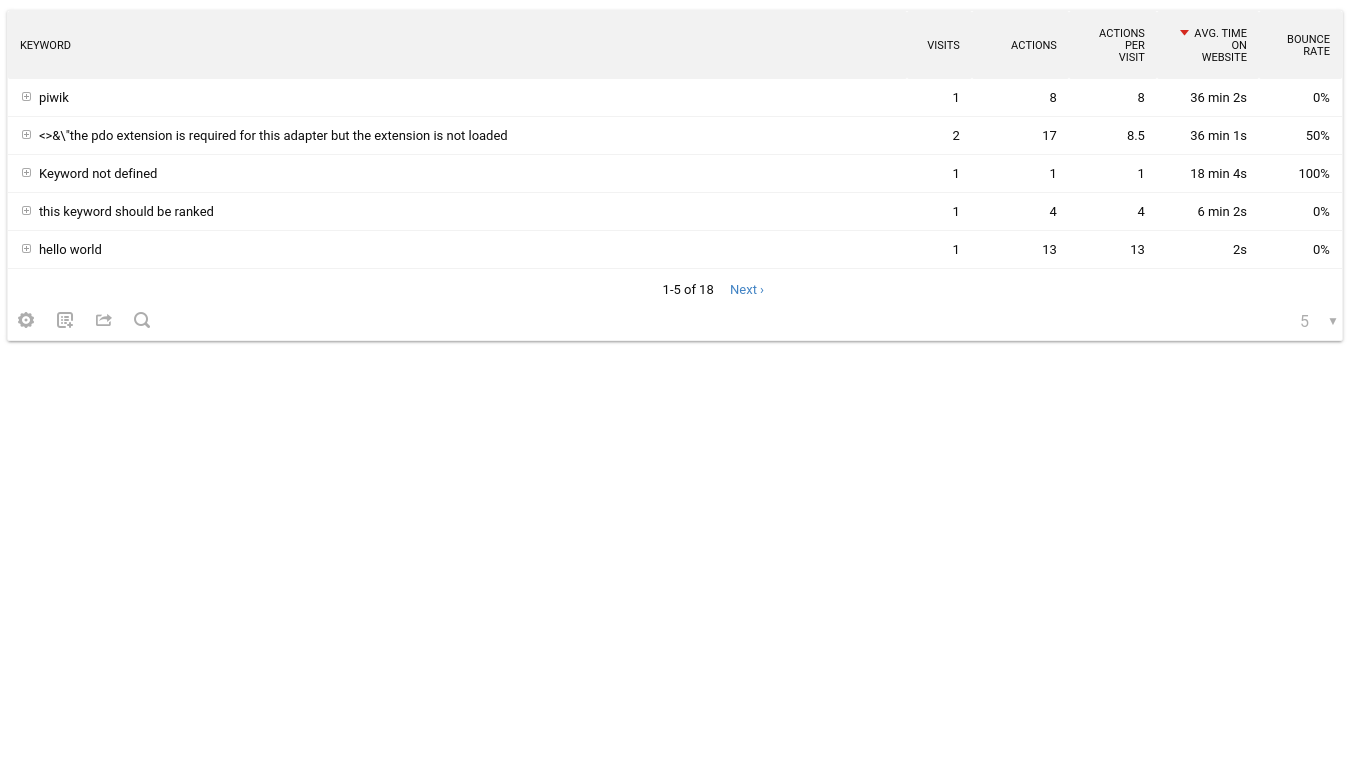 KEYWORD VISITS ACTIONS ACTIONS PER VISIT AVG. TIME ON WEBSITE BOUNCE RATE
piwik 1 8 8 36 min 2s 0%
<>&\"the pdo extension is required for this adapter but the extension is not loaded 2 17 8.5 36 min 1s 50%
Keyword not defined 1 1 1 18 min 4s 100%
this keyword should be ranked 1 4 4 6 min 2s 0%
hello world 1 13 13 2s 0%
1-5 of 18 Next ›
5